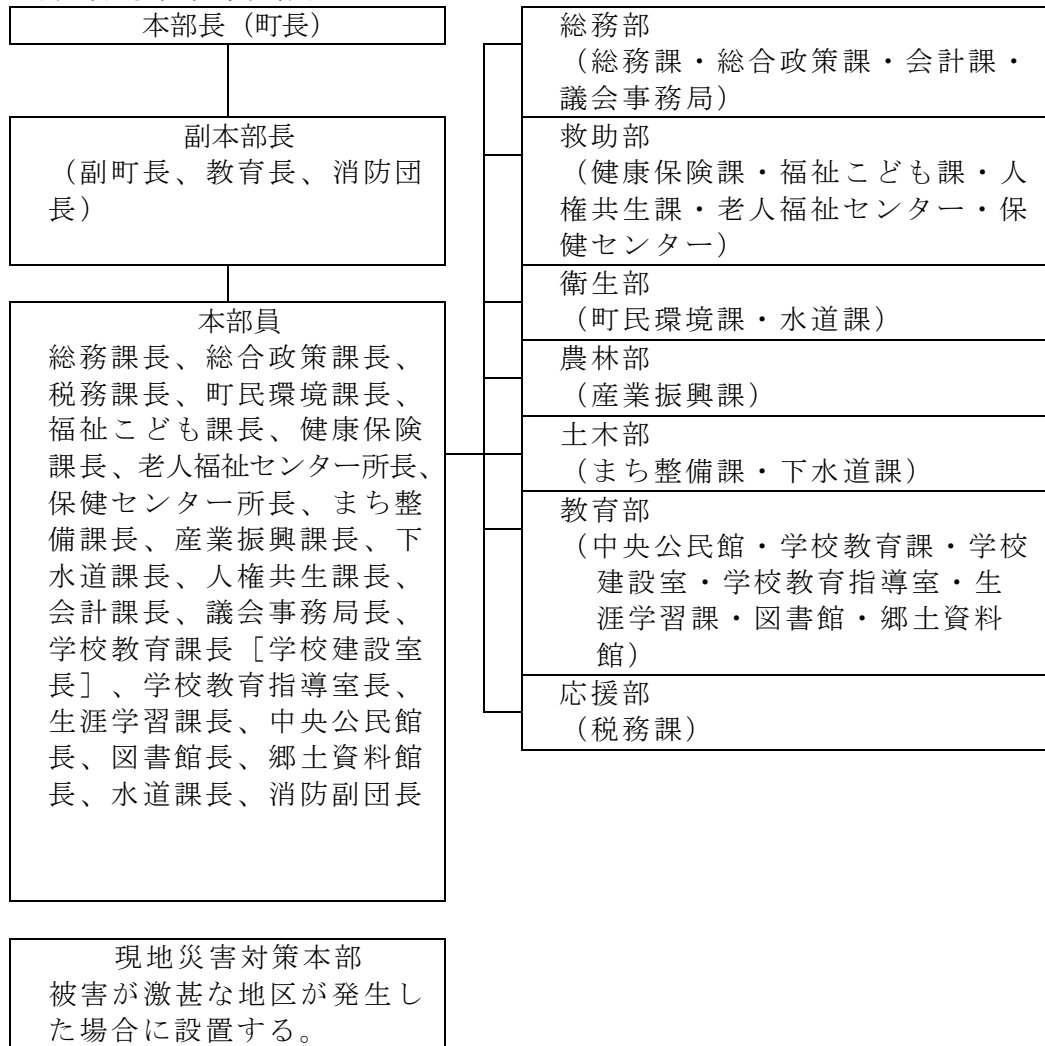 本部長（町長）
副本部長
（副町長、教育長、消防団
長）
本部員
総務課長、総合政策課長、
税務課長、町民環境課長、
福祉こども課長、健康保険
課長、老人福祉センター所長、
保健センター所長、まち整
備課長、産業振興課長、下
水道課長、人権共生課長、
会計課長、議会事務局長、
学校教育課長［学校建設室
長］、学校教育指導室長、
生涯学習課長、中央公民館
長、図書館長、郷土資料館
長、水道課長、消防副団長
現地災害対策本部
被害が激甚な地区が発生し
た場合に設置する。
総務部
（総務課・総合政策課・会計課・
議会事務局）
救助部
（健康保険課・福祉こども課・人
権共生課・老人福祉センター・保
健センター）
衛生部
（町民環境課・水道課）
農林部
（産業振興課）
土木部
（まち整備課・下水道課）
教育部
（中央公民館・学校教育課・学校
建設室・学校教育指導室・生
涯学習課・図書館・郷土資料
館）
応援部
（税務課）